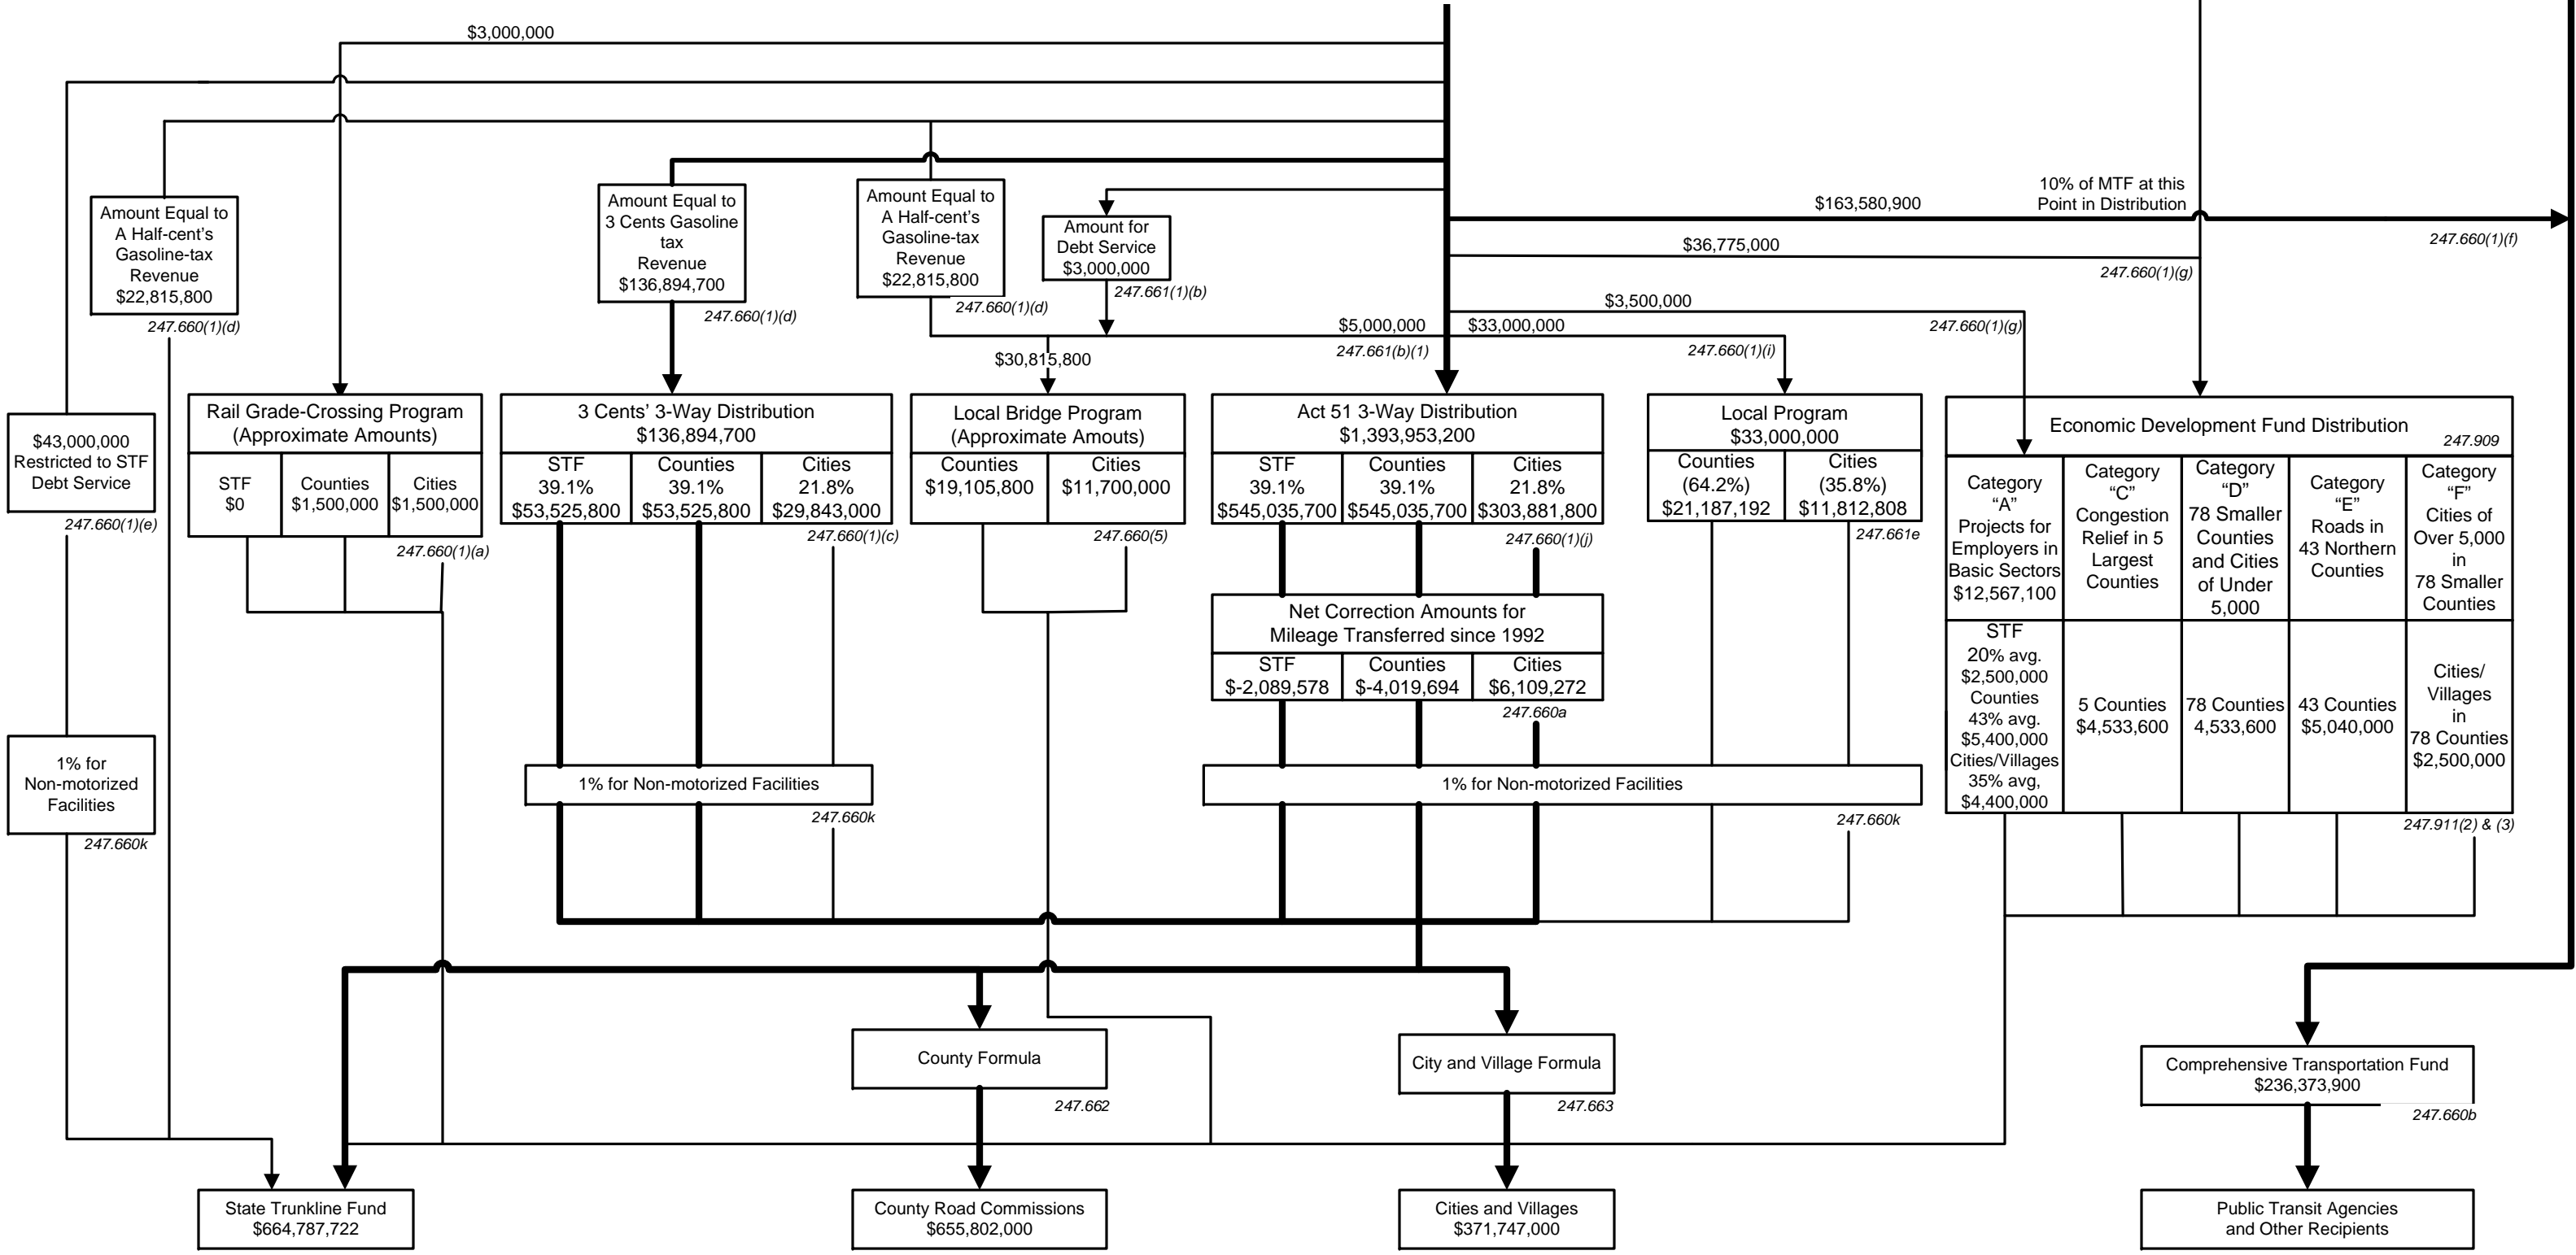 $3,000,000
10% of MTF at this
Point in Distribution
$163,580,900
247.660(1)(f)
$36,775,000
247.660(1)(g)
$3,500,000
247.660(1)(g)
Amount Equal to
A Half-cent's
Gasoline-tax
Revenue
$22,815,800
247.660(1)(d)
Amount Equal to
3 Cents Gasoline
tax
Revenue
$136,894,700
247.660(1)(d)
Amount Equal to
A Half-cent's
Gasoline-tax
Revenue
$22,815,800
247.660(1)(d)
Amount for
Debt Service
$3,000,000
247.661(1)(b)
$5,000,000
247.661(b)(1)
$33,000,000
247.660(1)(i)
$30,815,800
$43,000,000
Restricted to STF
Debt Service
247.660(1)(e)
Rail Grade-Crossing Program
(Approximate Amounts)
STF
$0
Counties
$1,500,000
Cities
$1,500,000
247.660(1)(a)
3 Cents' 3-Way Distribution
$136,894,700
STF
39.1%
$53,525,800
Counties
39.1%
$53,525,800
Cities
21.8%
$29,843,000
247.660(1)(c)
Local Bridge Program
(Approximate Amouts)
Counties
$19,105,800
Cities
$11,700,000
247.660(5)
Act 51 3-Way Distribution
$1,393,953,200
STF
39.1%
$545,035,700
Counties
39.1%
$545,035,700
Cities
21.8%
$303,881,800
247.660(1)(j)
Local Program
$33,000,000
Counties
(64.2%)
$21,187,192
Cities
(35.8%)
$11,812,808
247.661e
Economic Development Fund Distribution
247.909
Category
“A”
Projects for
Employers in
Basic Sectors
$12,567,100
Category
“C”
Congestion
Relief in 5
Largest
Counties
Category
“D”
78 Smaller
Counties
and Cities
of Under
5,000
Category
“E”
Roads in
43 Northern
Counties
Category
“F”
Cities of
Over 5,000
in
78 Smaller
Counties
STF
20% avg.
$2,500,000
Counties
43% avg.
$5,400,000
Cities/Villages
35% avg,
$4,400,000
5 Counties
$4,533,600
78 Counties
4,533,600
43 Counties
$5,040,000
Cities/
Villages
in
78 Counties
$2,500,000
247.911(2) & (3)
Net Correction Amounts for
Mileage Transferred since 1992
STF
$-2,089,578
Counties
$-4,019,694
Cities
$6,109,272
247.660a
1% for
Non-motorized
Facilities
247.660k
1% for Non-motorized Facilities
247.660k
1% for Non-motorized Facilities
247.660k
County Formula
247.662
City and Village Formula
247.663
Comprehensive Transportation Fund
$236,373,900
247.660b
State Trunkline Fund
$664,787,722
County Road Commissions
$655,802,000
Cities and Villages
$371,747,000
Public Transit Agencies
and Other Recipients